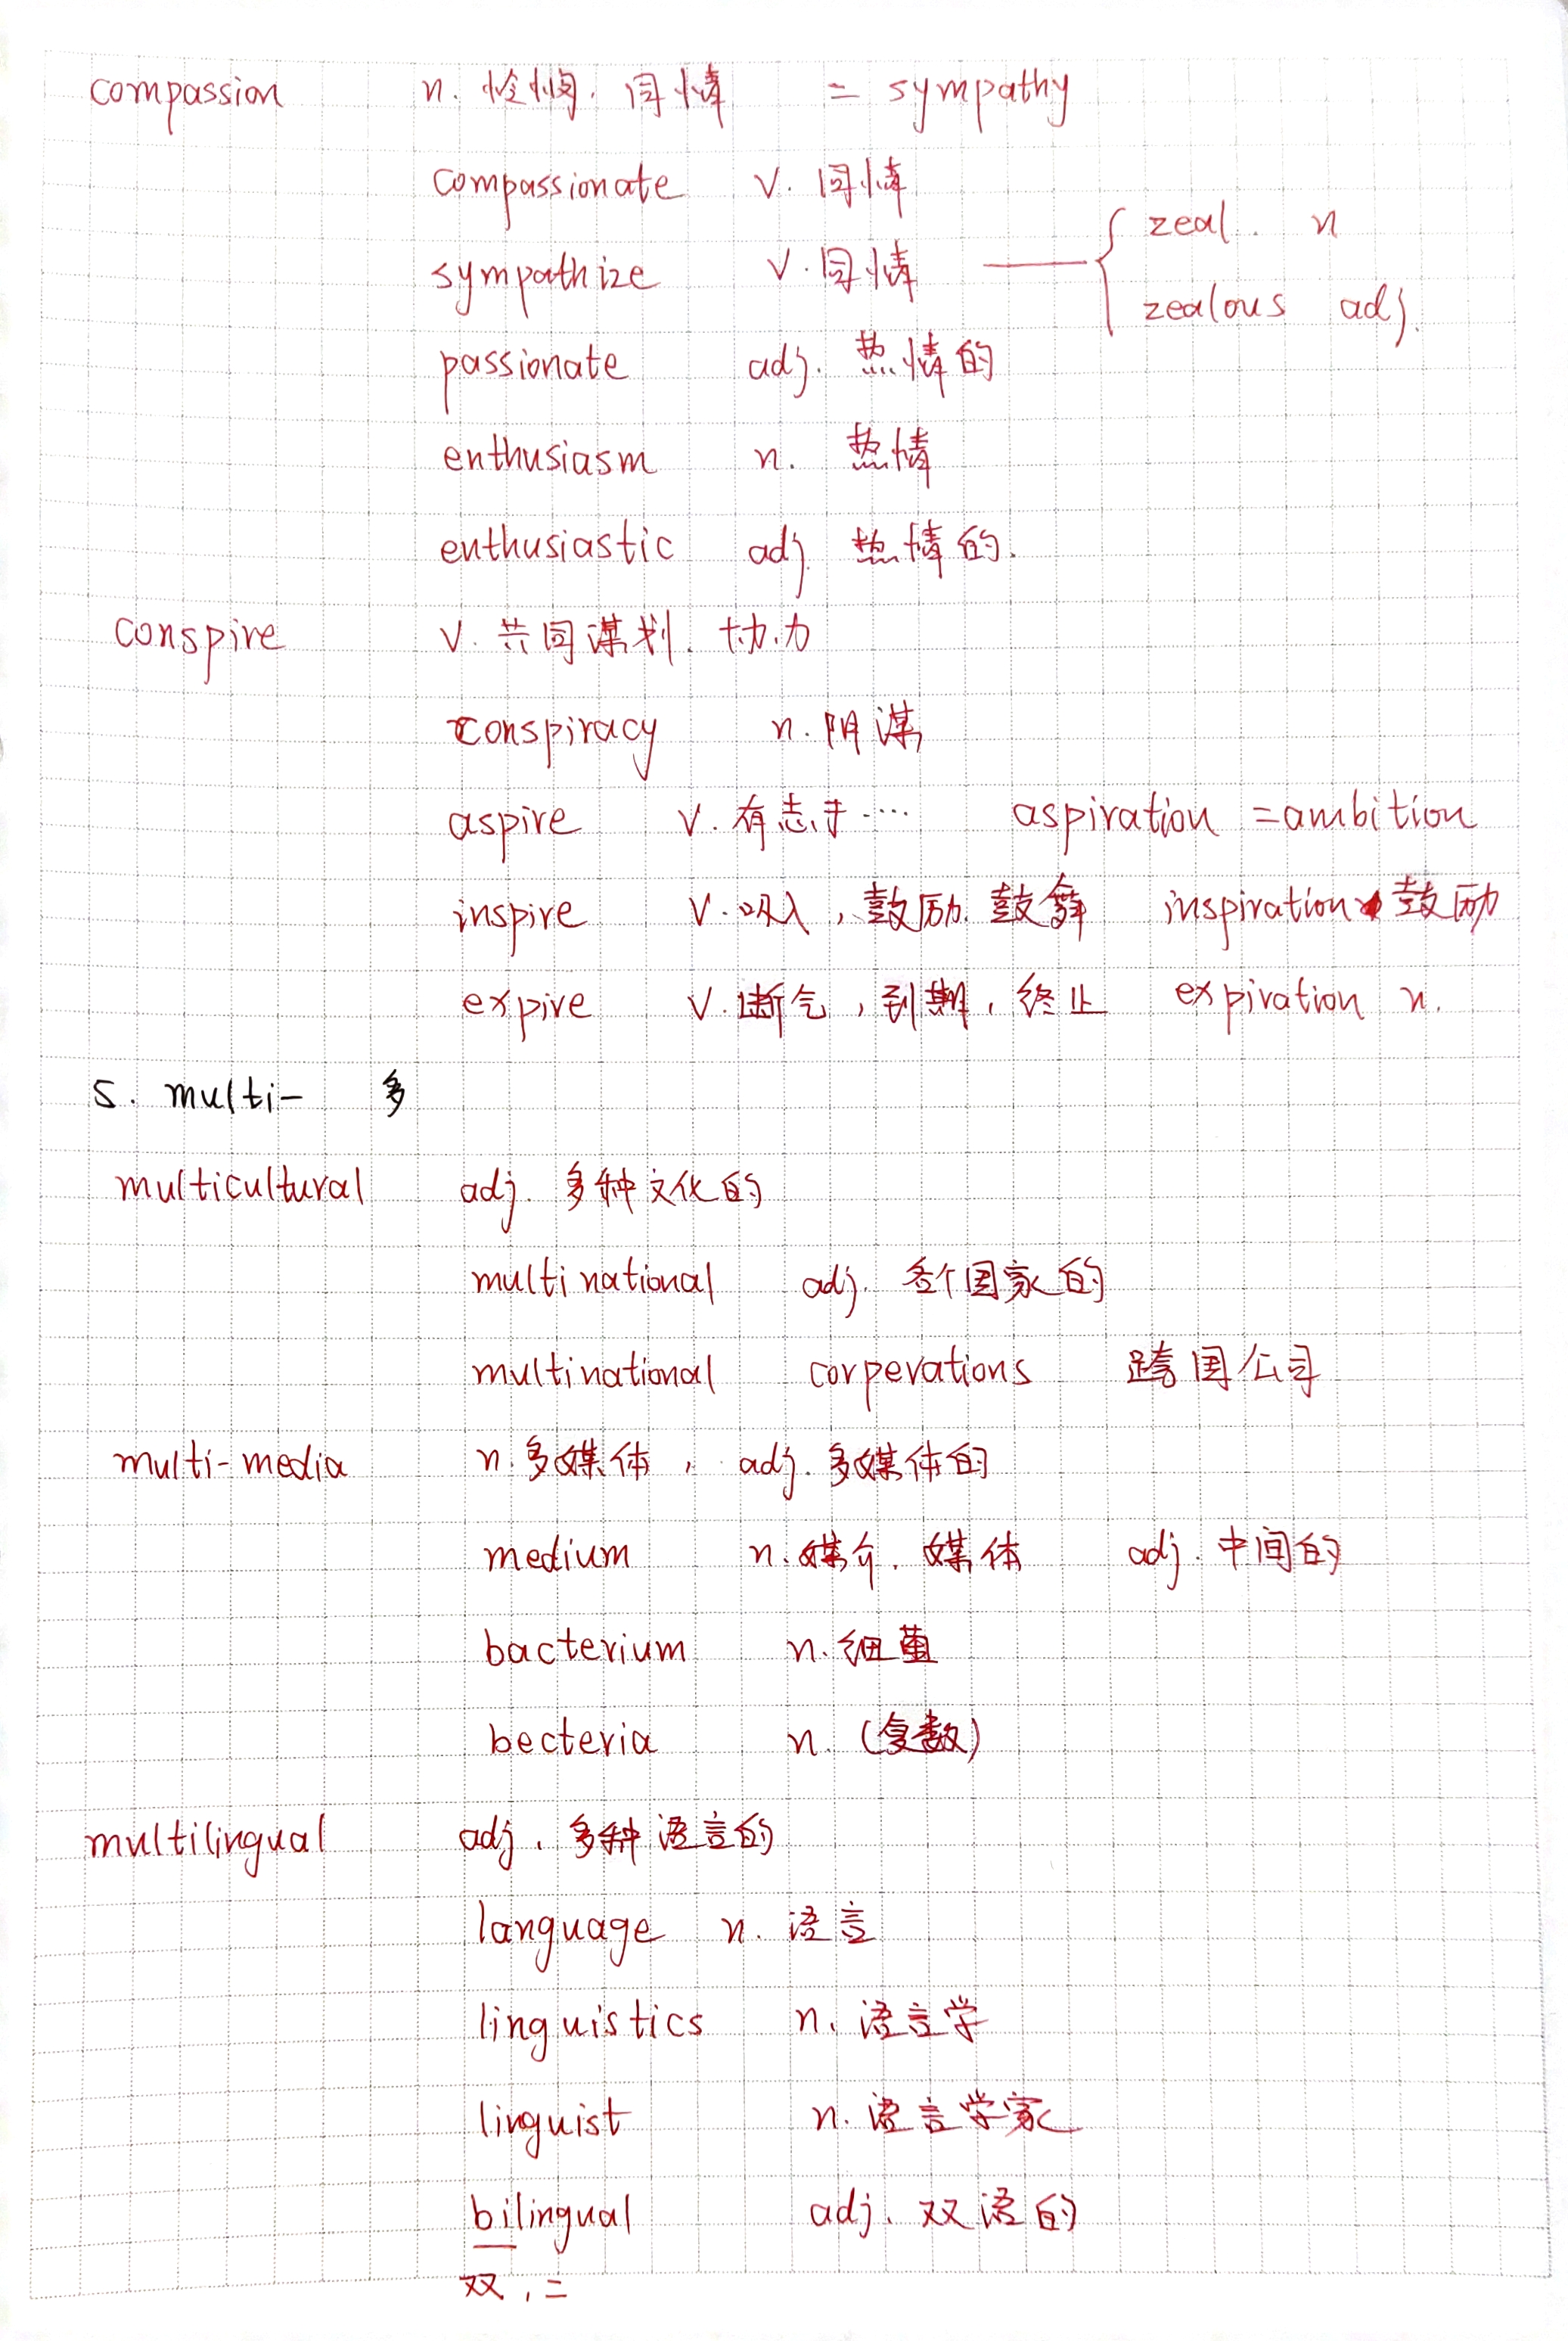 compassion n. 怜悯. 同情 = sympathy
compassionate v. 同情
sympathize v. 同情 —— { zeal. n
zealous adj.
passionate adj. 热情的
enthusiasm n. 热情
enthusiastic adj. 热情的.
conspire v. 共同谋划. 协力
conspiracy n. 阴谋
aspire v. 有志于…. aspiration = ambition
inspire v. 吸入, 鼓励. 鼓舞 inspiration 鼓励
expire v. 断气, 到期, 终止 expiration n.
5. multi- 多
multicultural adj. 多种文化的
multinational adj. 各个国家的
multinational corperations 跨国公司
multi-media n. 多媒体, adj. 多媒体的
medium n. 媒介. 媒体 adj. 中间的
bacterium n. 细菌
becteria n. (复数)
multilingual adj. 多种语言的
language n. 语言
linguistics n. 语言学
linguist n. 语言学家
bilingual adj. 双语的
双, 二